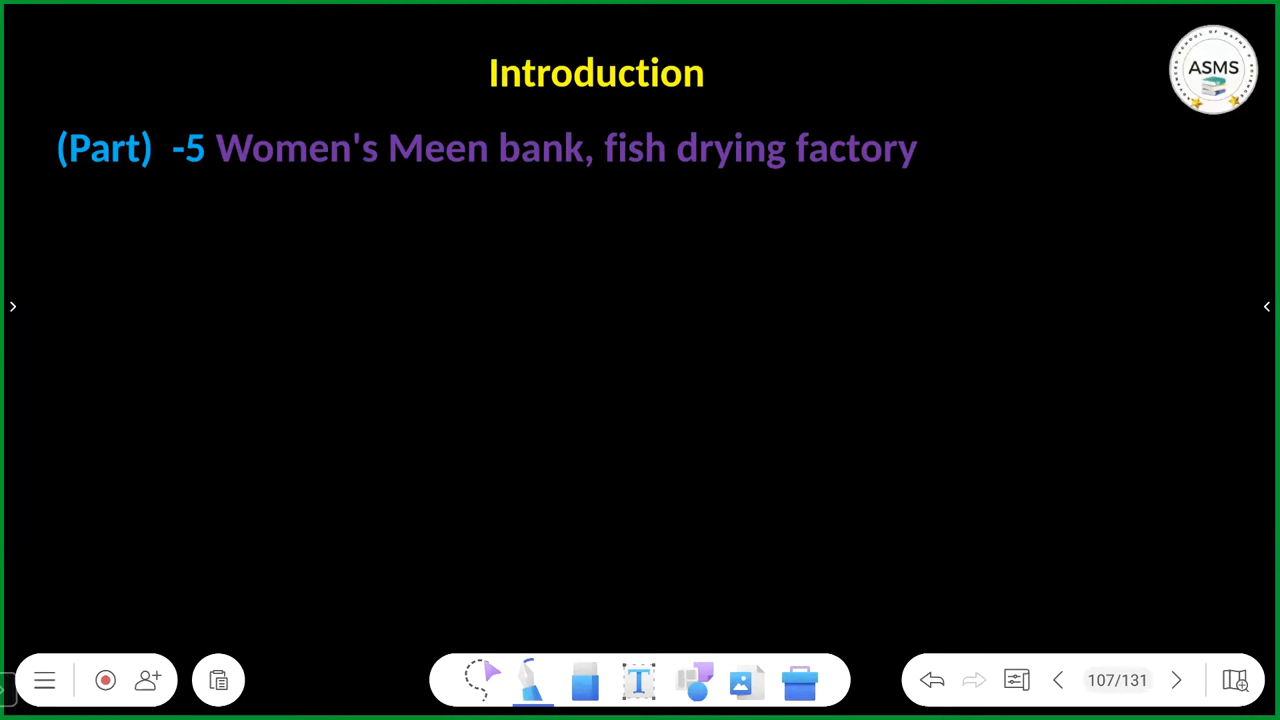 Introduction
ASMS
(Part) -5 Women's Meen bank, fish drying factory
107/131